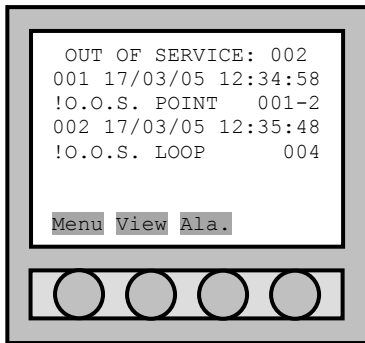 OUT OF SERVICE: 002
001 17/03/05 12:34:58
!O.O.S. POINT 001-2
002 17/03/05 12:35:48
!O.O.S. LOOP 004
Menu View Ala.